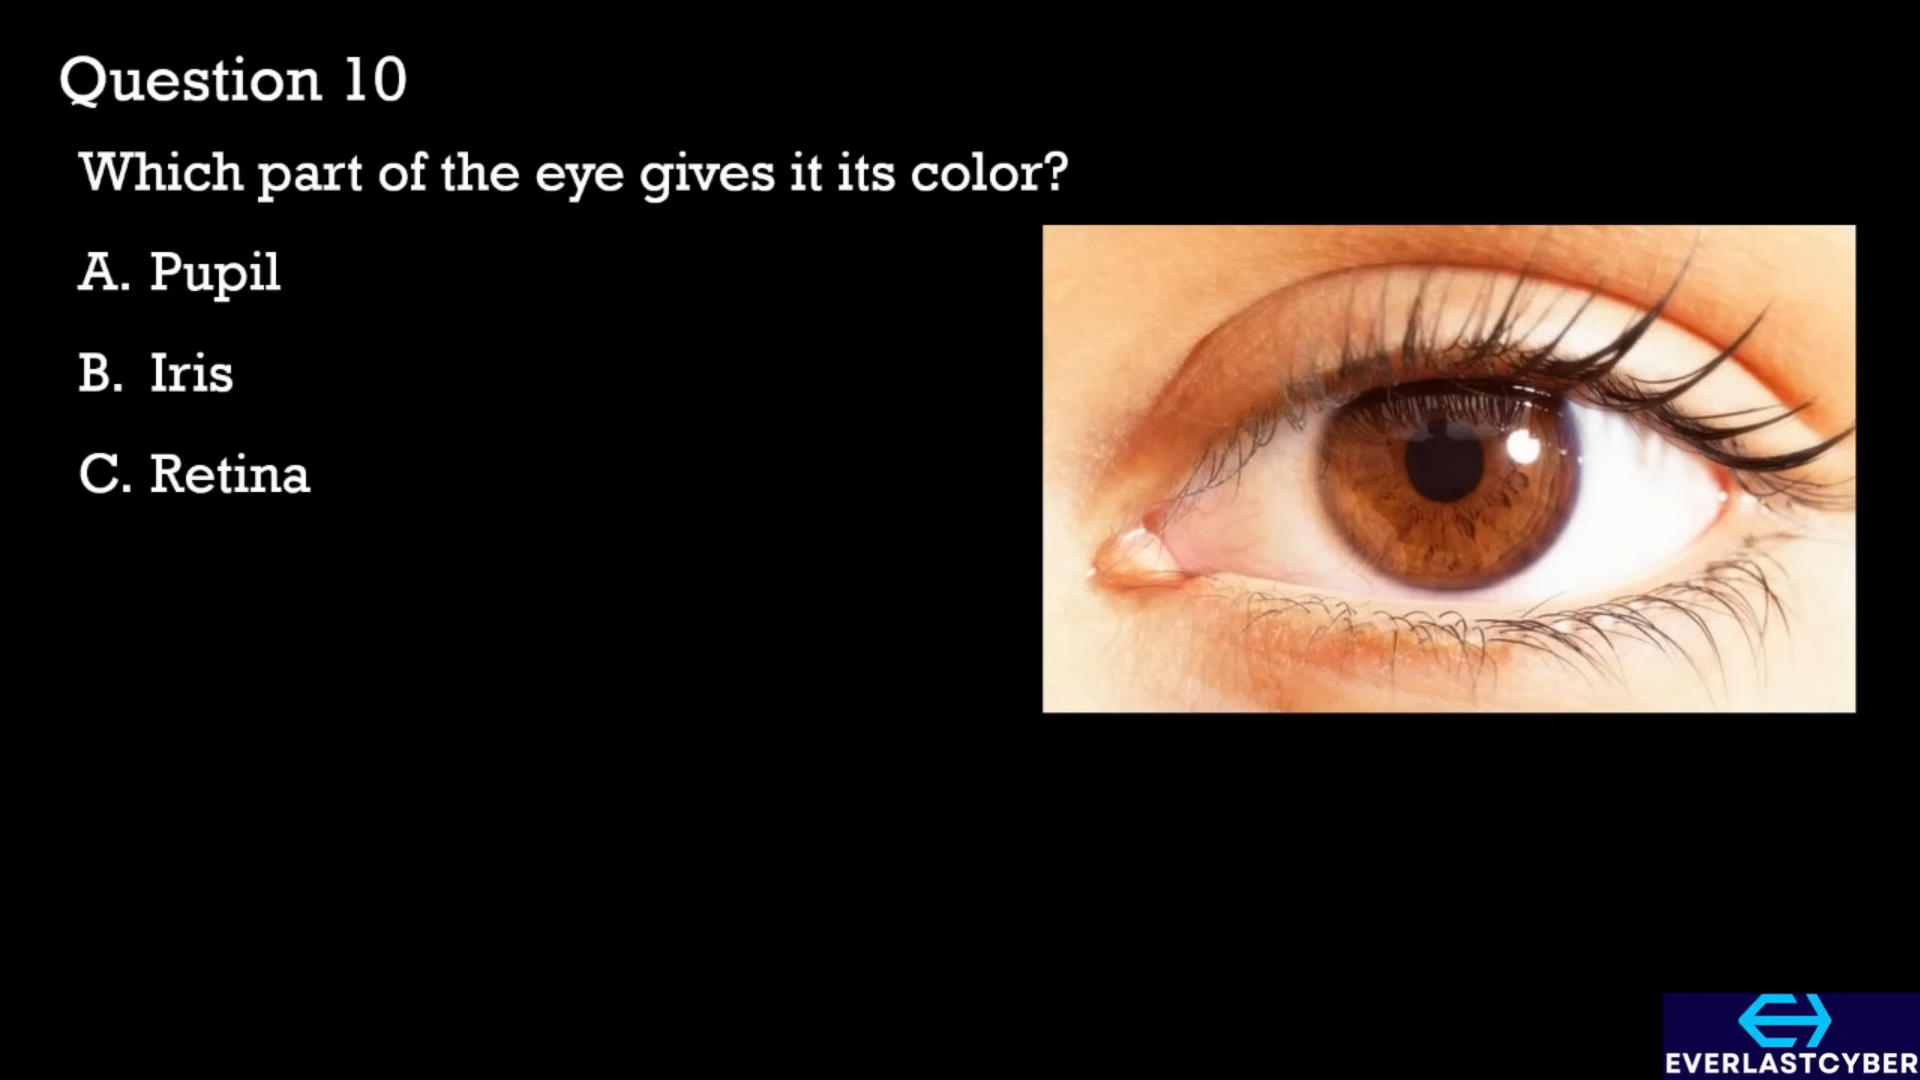 Question 10
Which part of the eye gives it its color?
A. Pupil
B. Iris
C. Retina
EVERLASTCYBER